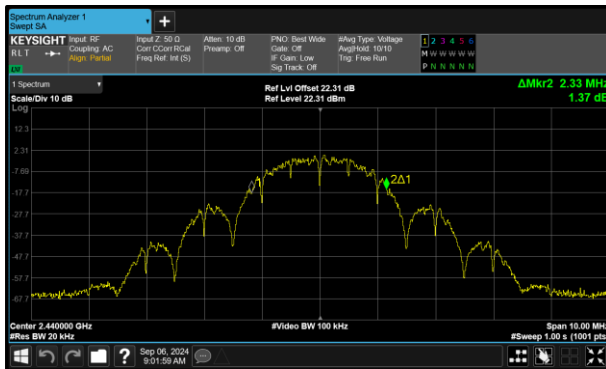 Spectrum Analyzer 1
Swept SA
KEYSIGHT Input: RF Input Z: 50 Ω Atten: 10 dB PNO: Best Wide #Avg Type: Voltage 1 2 3 4 5 6
RLT Coupling: AC Corr CCorr RCal Preamp: Off Gate: Off Avg|Hold: 10/10 M W W W W W
Align: Partial Freq Ref: Int (S) IF Gain: Low Trig: Free Run
Sig Track: Off P N N N N N
1 Spectrum Ref Lvl Offset 22.31 dB ΔMkr2 2.33 MHz
Scale/Div 10 dB Ref Level 22.31 dBm 1.37 dB
Log
12.3
2.31
-7.69
2Δ1
-17.7
-27.7
-37.7
-47.7
-57.7
-67.7
Center 2.440000 GHz #Video BW 100 kHz Span 10.00 MHz
#Res BW 20 kHz #Sweep 1.00 s (1001 pts)
? Sep 06, 2024
9:01:59 AM